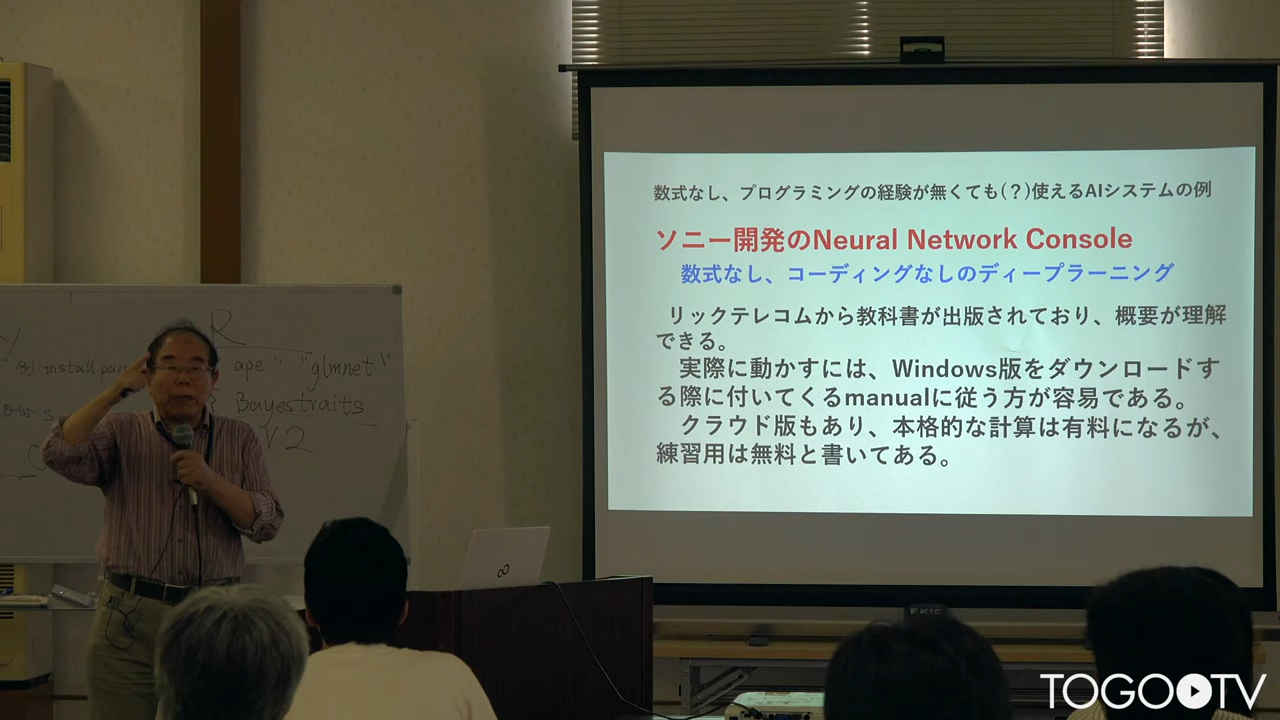 数式なし、プログラミングの経験が無くても(？)使えるAIシステムの例
ソニー開発のNeural Network Console
数式なし、コーディングなしのディープラーニング
リックテレコムから教科書が出版されており、概要が理解
できる。
実際に動かすには、Windows版をダウンロードす
る際に付いてくるmanualに従う方が容易である。
クラウド版もあり、本格的な計算は有料になるが、
練習用は無料と書いてある。
R
install
ape " "glmnet"
Bayestraits
V2
TOGOTV